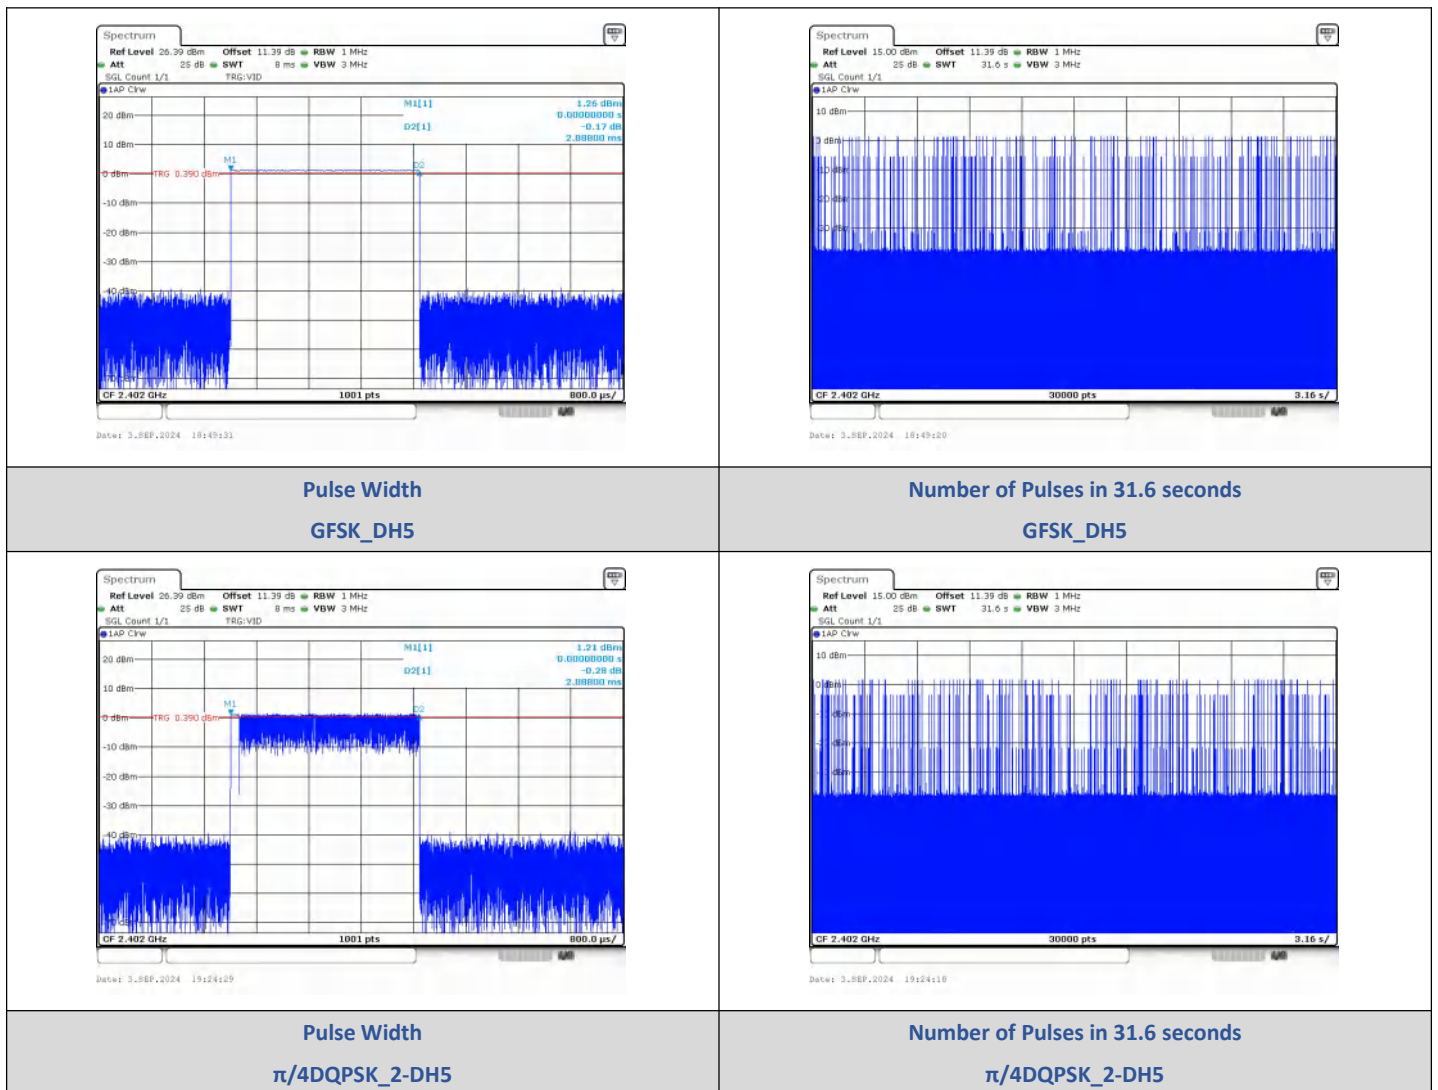 Spectrum
Ref Level 26.39 dBm Offset 11.39 dB RBW 1 MHz
Att 25 dB SWT 8 ms VBW 3 MHz
SGL Count 1/1 TRG:VID
1AP Clrw
M1[1] 1.26 dBm
0.00000000 s
D2[1] -0.17 dB
2.88800 ms
20 dBm
10 dBm
M1
D2
0 dBm
TRG 0.390 dBm
-10 dBm
-20 dBm
-30 dBm
-40 dBm
CF 2.402 GHz 1001 pts 800.0 µs/
Date: 3.SEP.2024 18:49:31
Spectrum
Ref Level 15.00 dBm Offset 11.39 dB RBW 1 MHz
Att 25 dB SWT 31.6 s VBW 3 MHz
SGL Count 1/1
1AP Clrw
10 dBm
CF 2.402 GHz 30000 pts 3.16 s/
Date: 3.SEP.2024 18:49:20
Pulse Width
GFSK_DH5
Number of Pulses in 31.6 seconds
GFSK_DH5
Spectrum
Ref Level 26.39 dBm Offset 11.39 dB RBW 1 MHz
Att 25 dB SWT 8 ms VBW 3 MHz
SGL Count 1/1 TRG:VID
1AP Clrw
M1[1] 1.21 dBm
0.00000000 s
D2[1] -0.28 dB
2.88800 ms
20 dBm
10 dBm
M1
D2
0 dBm
TRG 0.390 dBm
-10 dBm
-20 dBm
-30 dBm
-40 dBm
CF 2.402 GHz 1001 pts 800.0 µs/
Date: 3.SEP.2024 19:24:29
Spectrum
Ref Level 15.00 dBm Offset 11.39 dB RBW 1 MHz
Att 25 dB SWT 31.6 s VBW 3 MHz
SGL Count 1/1
1AP Clrw
10 dBm
CF 2.402 GHz 30000 pts 3.16 s/
Date: 3.SEP.2024 19:24:18
Pulse Width
π/4DQPSK_2-DH5
Number of Pulses in 31.6 seconds
π/4DQPSK_2-DH5